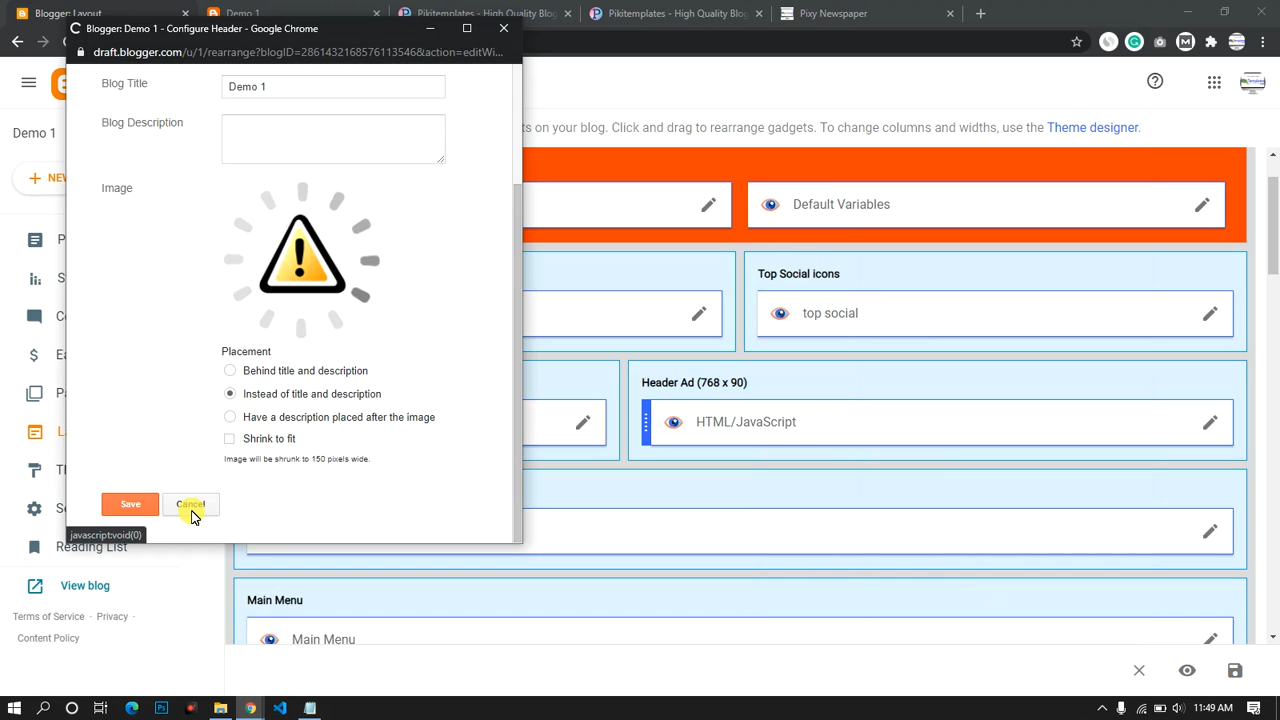 Blogger: Layout
Demo 1
Pikitemplates - High Quality Blog
Pikitemplates - High Quality Blog
Pixy Newspaper
Blogger: Demo 1 - Configure Header - Google Chrome
draft.blogger.com/u/1/rearrange?blogID=2861432168576113546&action=editWi...
Blog Title
Demo 1
Blog Description
Image
Placement
Behind title and description
Instead of title and description
Have a description placed after the image
Shrink to fit
Image will be shrunk to 150 pixels wide.
Save
Cancel
javascript:void(0)
Demo 1
NEW
Reading List
View blog
Terms of Service · Privacy ·
Content Policy
ts on your blog. Click and drag to rearrange gadgets. To change columns and widths, use the Theme designer.
Default Variables
Top Social icons
top social
Header Ad (768 x 90)
HTML/JavaScript
Main Menu
Main Menu
11:49 AM